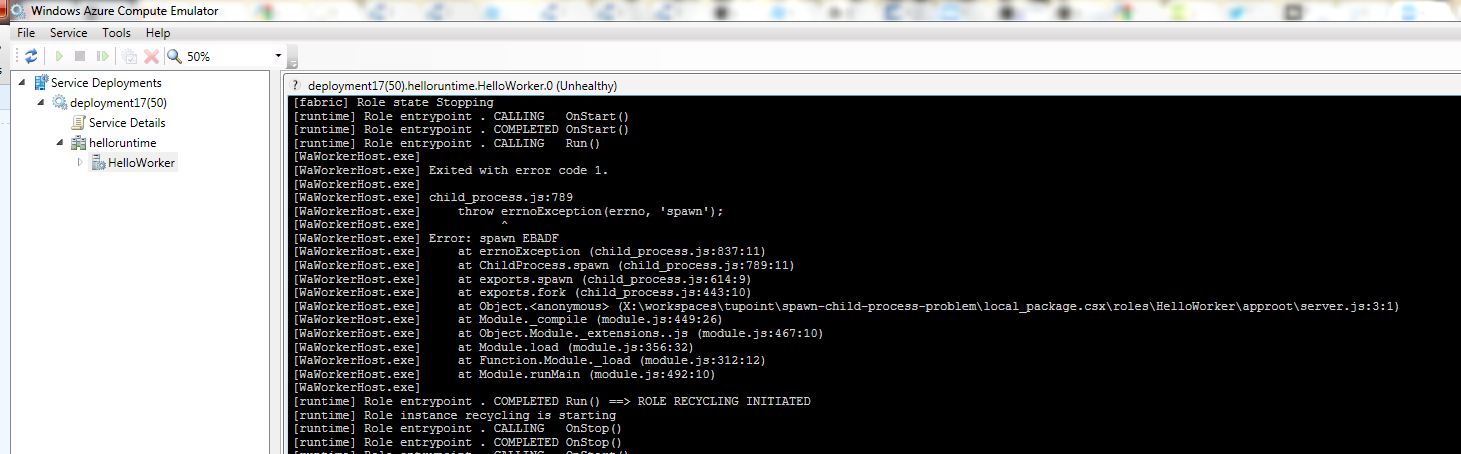 Windows Azure Compute Emulator
File Service Tools Help
50%
Service Deployments
deployment17(50)
Service Details
helloruntime
HelloWorker
? deployment17(50).helloruntime.HelloWorker.0 (Unhealthy)
[fabric] Role state Stopping
[runtime] Role entrypoint . CALLING   OnStart()
[runtime] Role entrypoint . COMPLETED OnStart()
[runtime] Role entrypoint . CALLING   Run()
[WaWorkerHost.exe]
[WaWorkerHost.exe] Exited with error code 1.
[WaWorkerHost.exe]
[WaWorkerHost.exe] child_process.js:789
[WaWorkerHost.exe]     throw errnoException(errno, 'spawn');
[WaWorkerHost.exe]           ^
[WaWorkerHost.exe] Error: spawn EBADF
[WaWorkerHost.exe]     at errnoException (child_process.js:837:11)
[WaWorkerHost.exe]     at ChildProcess.spawn (child_process.js:789:11)
[WaWorkerHost.exe]     at exports.spawn (child_process.js:614:9)
[WaWorkerHost.exe]     at exports.fork (child_process.js:443:10)
[WaWorkerHost.exe]     at Object.<anonymous> (X:\workspaces\tupoint\spawn-child-process-problem\local_package.csx\roles\HelloWorker\approot\server.js:3:1)
[WaWorkerHost.exe]     at Module._compile (module.js:449:26)
[WaWorkerHost.exe]     at Object.Module._extensions..js (module.js:467:10)
[WaWorkerHost.exe]     at Module.load (module.js:356:32)
[WaWorkerHost.exe]     at Function.Module._load (module.js:312:12)
[WaWorkerHost.exe]     at Module.runMain (module.js:492:10)
[WaWorkerHost.exe]
[runtime] Role entrypoint . COMPLETED Run() ==> ROLE RECYCLING INITIATED
[runtime] Role instance recycling is starting
[runtime] Role entrypoint . CALLING   OnStop()
[runtime] Role entrypoint . COMPLETED OnStop()
[runtime] Role entrypoint . CALLING   OnStart()